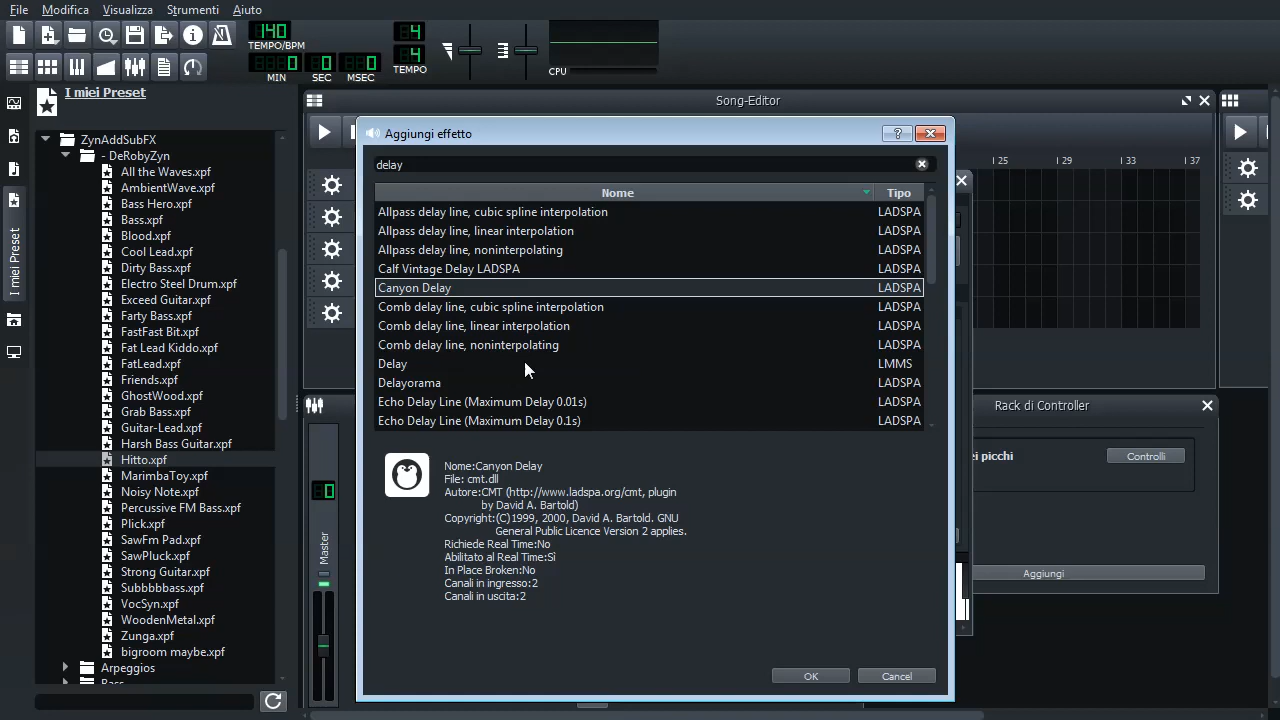 File Modifica Visualizza Strumenti Aiuto
140
TEMPO/BPM
0 0 0
MIN SEC MSEC
4
4
TEMPO
CPU
I miei Preset
I miei Preset
ZynAddSubFX
- DeRobyZyn
All the Waves.xpf
AmbientWave.xpf
Bass Hero.xpf
Bass.xpf
Blood.xpf
Cool Lead.xpf
Dirty Bass.xpf
Electro Steel Drum.xpf
Exceed Guitar.xpf
Farty Bass.xpf
FastFast Bit.xpf
Fat Lead Kiddo.xpf
FatLead.xpf
Friends.xpf
GhostWood.xpf
Grab Bass.xpf
Guitar-Lead.xpf
Harsh Bass Guitar.xpf
Hitto.xpf
MarimbaToy.xpf
Noisy Note.xpf
Percussive FM Bass.xpf
Plick.xpf
SawFm Pad.xpf
SawPluck.xpf
Strong Guitar.xpf
Subbbbbass.xpf
VocSyn.xpf
WoodenMetal.xpf
Zunga.xpf
bigroom maybe.xpf
Arpeggios
Song-Editor
25 29 33 37
Aggiungi effetto
?
delay
Nome Tipo
Allpass delay line, cubic spline interpolation LADSPA
Allpass delay line, linear interpolation LADSPA
Allpass delay line, noninterpolating LADSPA
Calf Vintage Delay LADSPA LADSPA
Canyon Delay LADSPA
Comb delay line, cubic spline interpolation LADSPA
Comb delay line, linear interpolation LADSPA
Comb delay line, noninterpolating LADSPA
Delay LMMS
Delayorama LADSPA
Echo Delay Line (Maximum Delay 0.01s) LADSPA
Echo Delay Line (Maximum Delay 0.1s) LADSPA
Nome:Canyon Delay
File: cmt.dll
Autore:CMT (http://www.ladspa.org/cmt, plugin
by David A. Bartold)
Copyright:(C)1999, 2000, David A. Bartold. GNU
General Public Licence Version 2 applies.
Richiede Real Time:No
Abilitato al Real Time:Sì
In Place Broken:No
Canali in ingresso:2
Canali in uscita:2
OK Cancel
0
Master
Rack di Controller
ei picchi
Controlli
Aggiungi